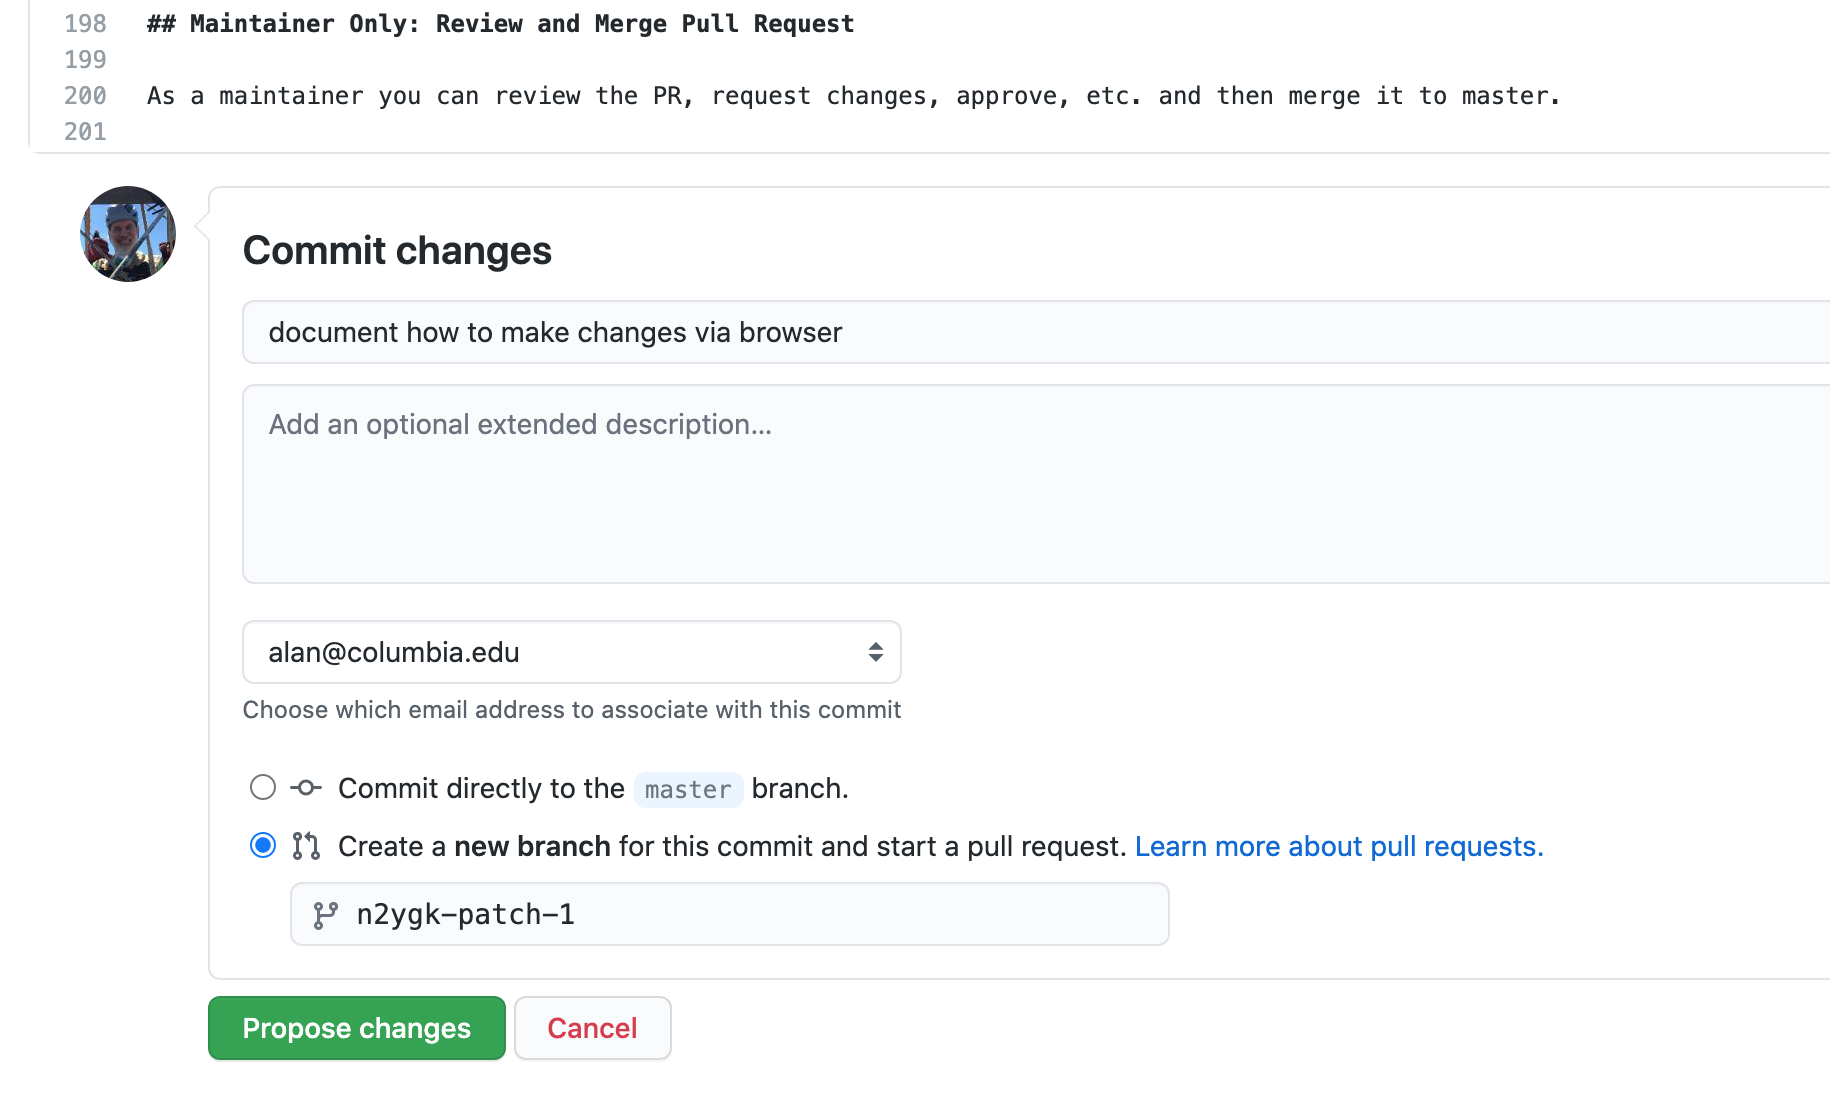 198 ## Maintainer Only: Review and Merge Pull Request
199
200 As a maintainer you can review the PR, request changes, approve, etc. and then merge it to master.
201
Commit changes
document how to make changes via browser
Add an optional extended description...
alan@columbia.edu
Choose which email address to associate with this commit
Commit directly to the master branch.
Create a new branch for this commit and start a pull request. Learn more about pull requests.
n2ygk-patch-1
Propose changes Cancel